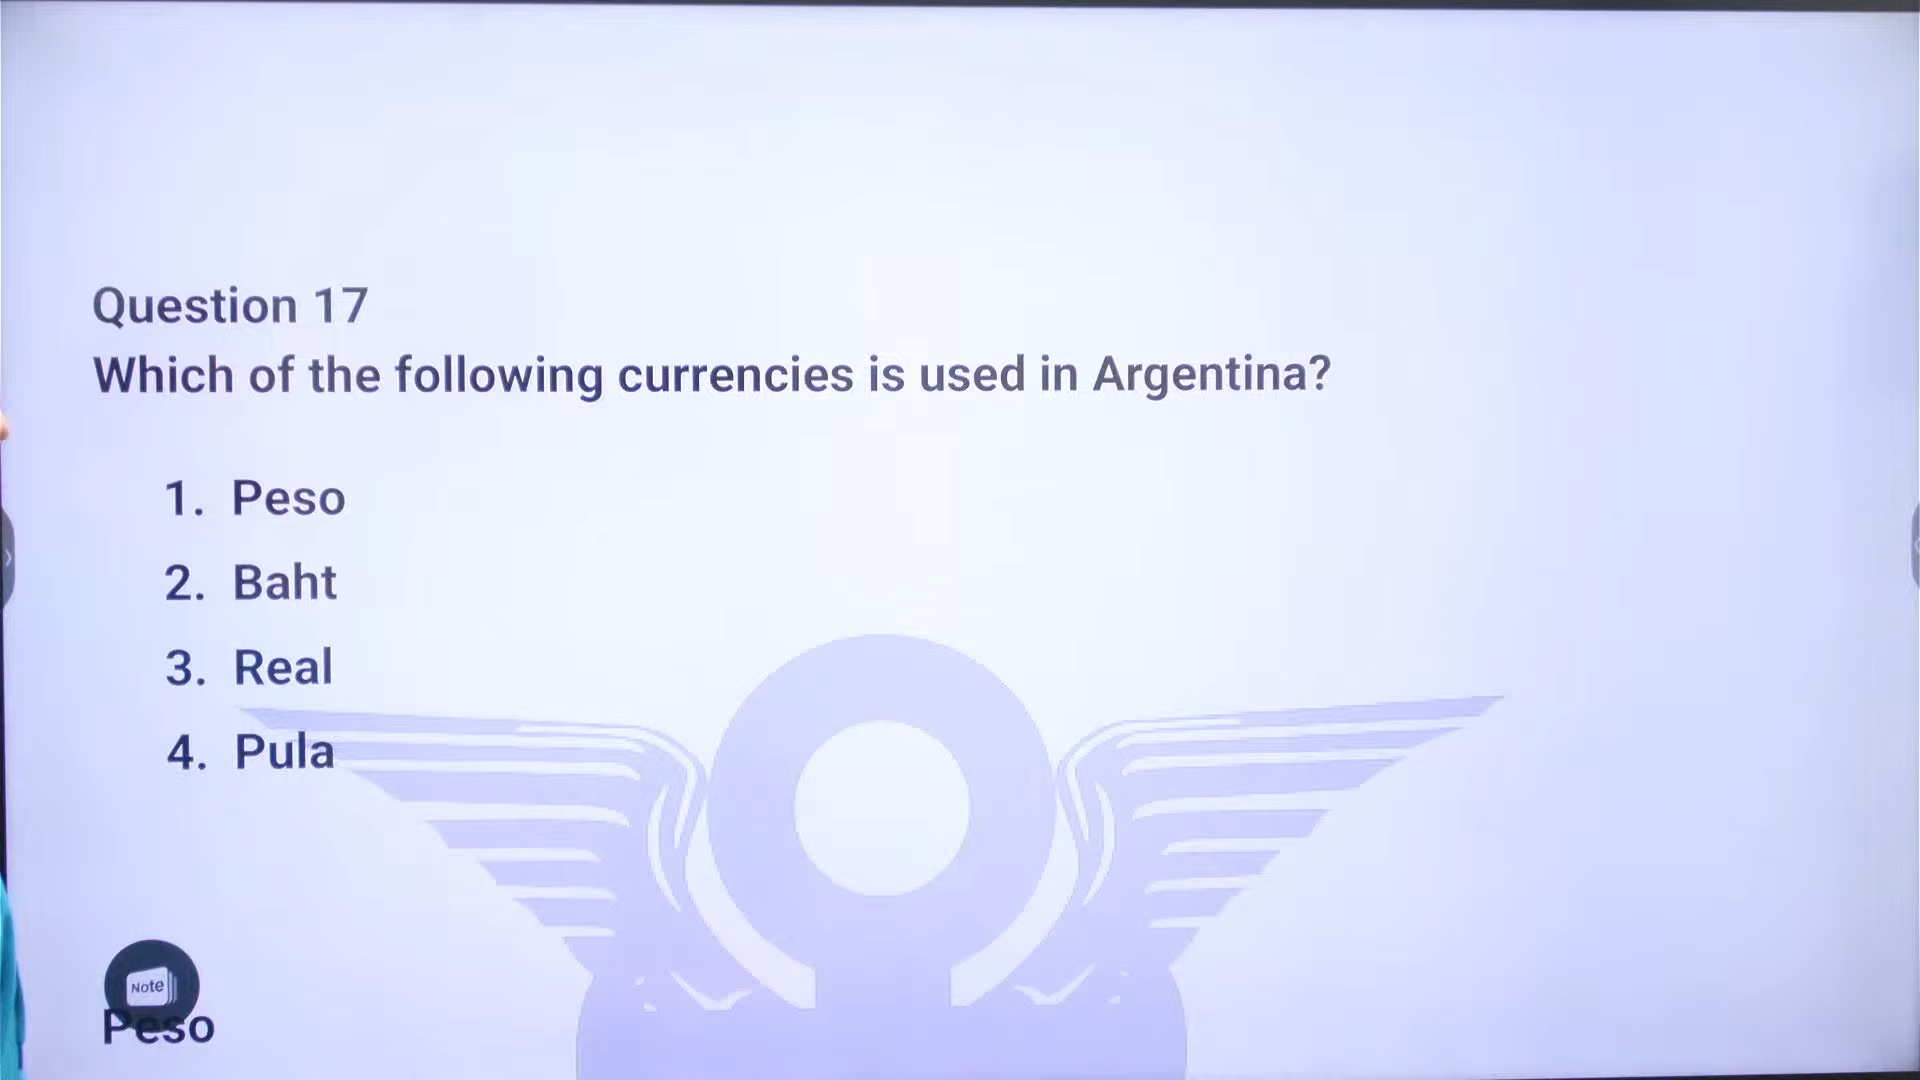 Question 17
Which of the following currencies is used in Argentina?
1. Peso
2. Baht
3. Real
4. Pula
Note
Peso